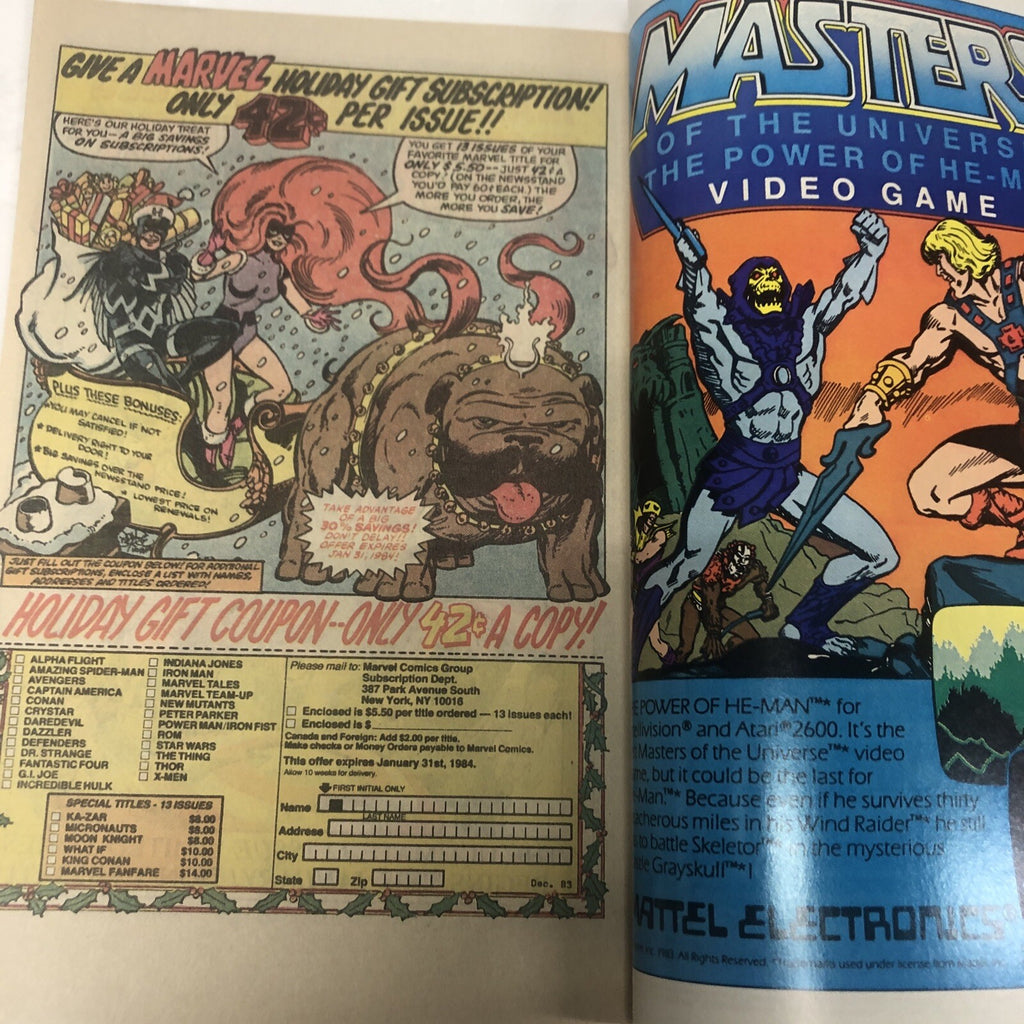 GIVE A MARVEL HOLIDAY GIFT SUBSCRIPTION!
ONLY 42¢ PER ISSUE!!
HERE'S OUR HOLIDAY TREAT
FOR YOU-- A BIG SAVINGS
ON SUBSCRIPTIONS!
YOU GET 13 ISSUES OF YOUR
FAVORITE MARVEL TITLE FOR
ONLY $5.50 -- JUST 42¢ A
COPY! (ON THE NEWSSTAND
YOU'D PAY 60¢ EACH.) THE
MORE YOU ORDER, THE
MORE YOU SAVE!
PLUS THESE BONUSES:
YOU MAY CANCEL IF NOT
SATISFIED!
★ DELIVERY RIGHT TO YOUR
DOOR!
★ BIG SAVINGS OVER THE
NEWSSTAND PRICE!
★ LOWEST PRICE ON
RENEWALS!
TAKE ADVANTAGE
OF A BIG
30% SAVINGS!
DON'T DELAY!!
OFFER EXPIRES
JAN 31, 1984!
JUST FILL OUT THE COUPON BELOW! FOR ADDITIONAL
GIFT SUBSCRIPTIONS, ENCLOSE A LIST WITH NAMES,
ADDRESSES AND TITLES ORDERED!
HOLIDAY GIFT COUPON--ONLY 42¢ A COPY!
ALPHA FLIGHT
AMAZING SPIDER-MAN
AVENGERS
CAPTAIN AMERICA
CONAN
CRYSTAR
DAREDEVIL
DAZZLER
DEFENDERS
DR. STRANGE
FANTASTIC FOUR
G.I. JOE
INCREDIBLE HULK
INDIANA JONES
IRON MAN
MARVEL TALES
MARVEL TEAM-UP
NEW MUTANTS
PETER PARKER
POWER MAN/IRON FIST
ROM
STAR WARS
THE THING
THOR
X-MEN
SPECIAL TITLES - 13 ISSUES
KA-ZAR $8.00
MICRONAUTS $8.00
MOON KNIGHT $8.00
WHAT IF $10.00
KING CONAN $10.00
MARVEL FANFARE $14.00
Please mail to: Marvel Comics Group
Subscription Dept.
387 Park Avenue South
New York, NY 10016
Enclosed is $5.50 per title ordered — 13 issues each!
Enclosed is $
Canada and Foreign: Add $2.00 per title.
Make checks or Money Orders payable to Marvel Comics.
This offer expires January 31st, 1984.
Allow 10 weeks for delivery.
FIRST INITIAL ONLY
Name
LAST NAME
Address
City
State Zip
Dec. 83
MASTERS
OF THE UNIVERS
THE POWER OF HE-M
VIDEO GAME
E POWER OF HE-MAN™* for
ellivision® and Atari® 2600. It's the
Masters of the Universe™* video
me, but it could be the last for
-Man.™* Because even if he survives thirty
acherous miles in his Wind Raider™* he still
to battle Skeletor™* in the mysterious
Grayskull™*!
MATTEL ELECTRONICS®
Inc. 1983. All Rights Reserved. *Trademarks used under license from